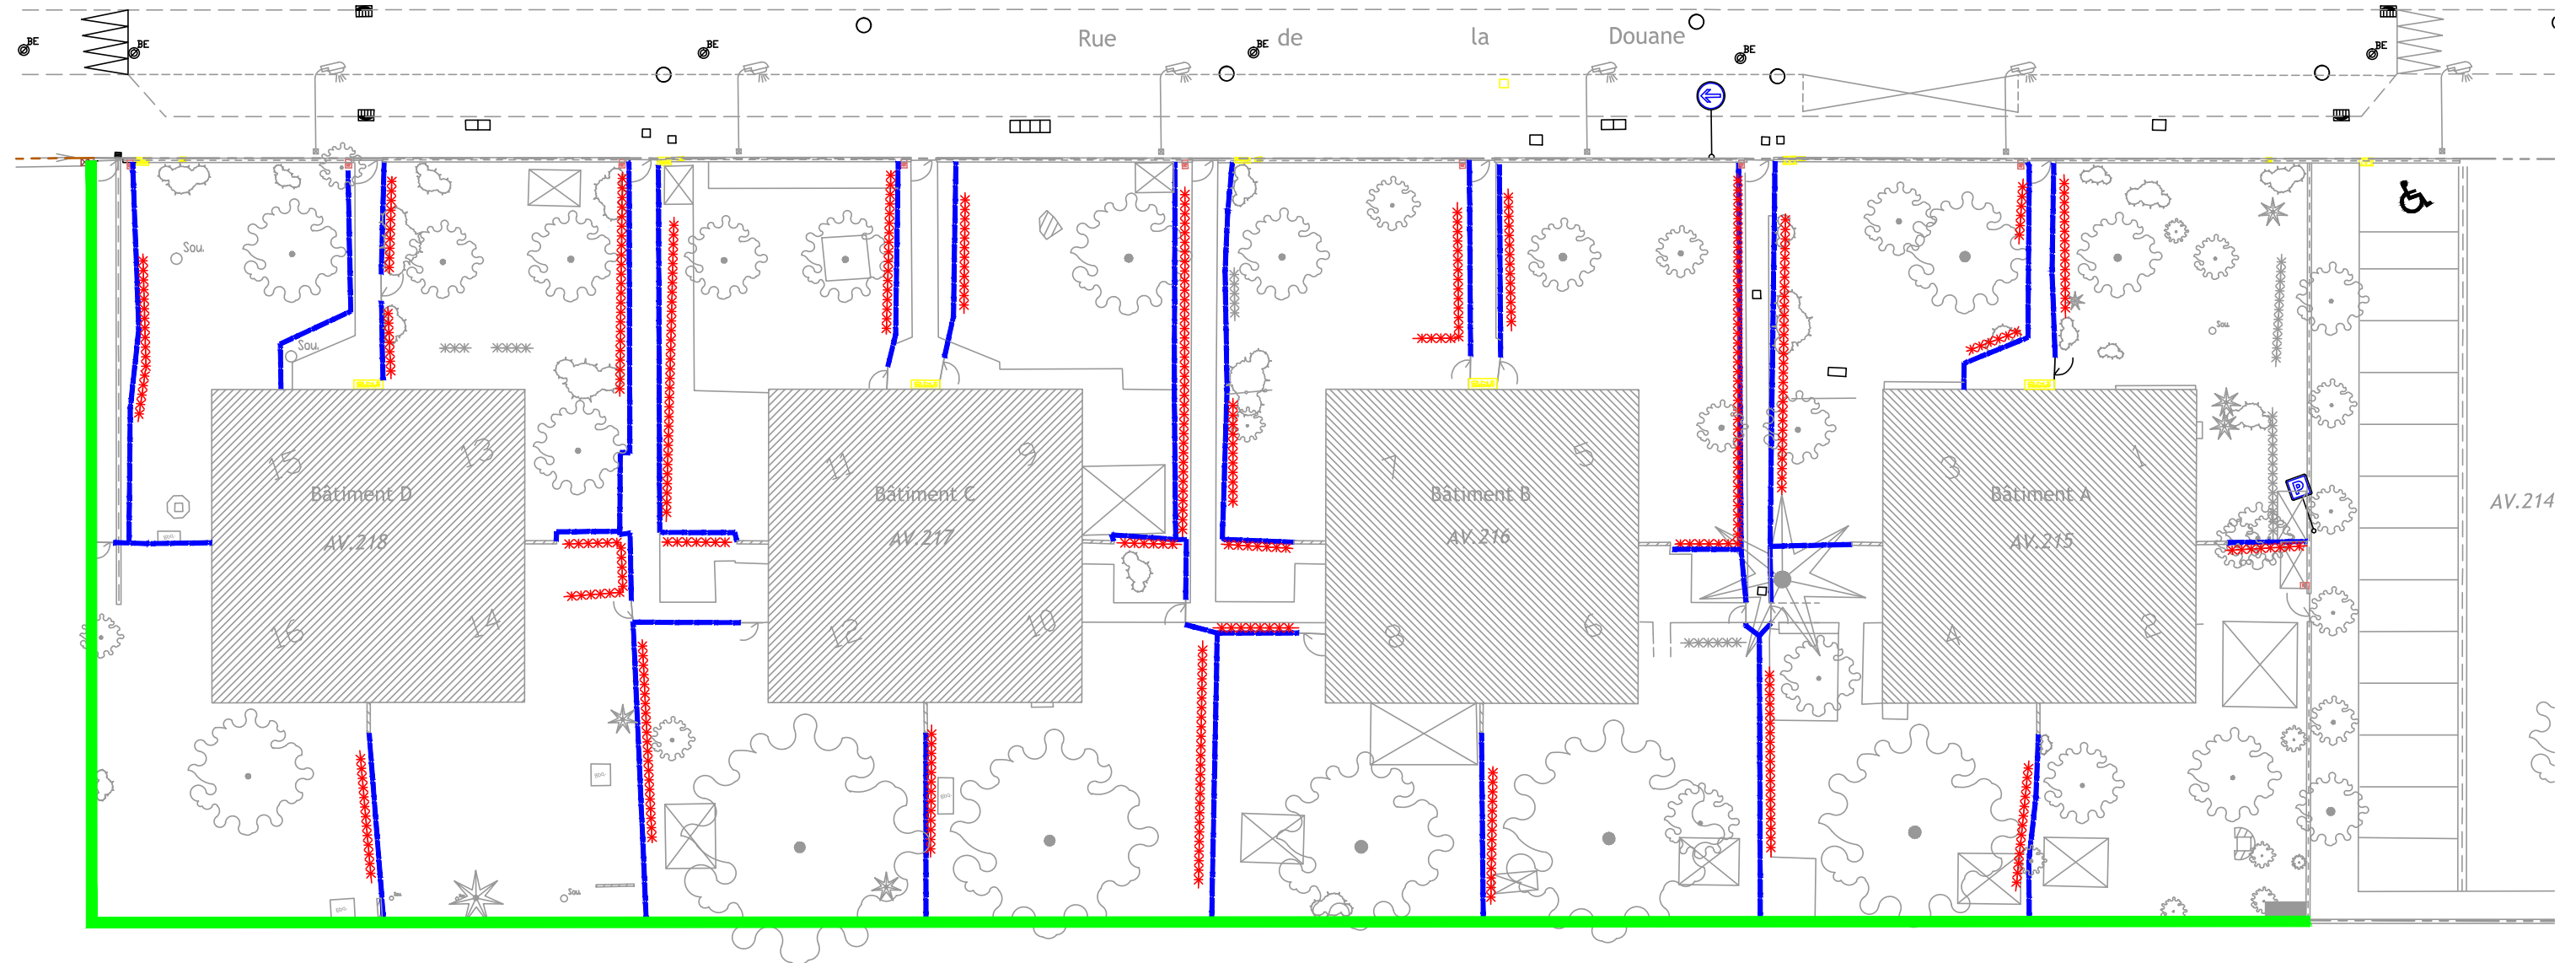 BE
BE
BE
BE
BE
BE
Rue de la Douane
Sou.
Sou.
Sou.
15
13
11
9
7
5
3
1
Bâtiment D
Bâtiment C
Bâtiment B
Bâtiment A
P
AV.218
AV.217
AV.216
AV.215
AV.214
16
14
12
10
8
6
4
2
Sou.